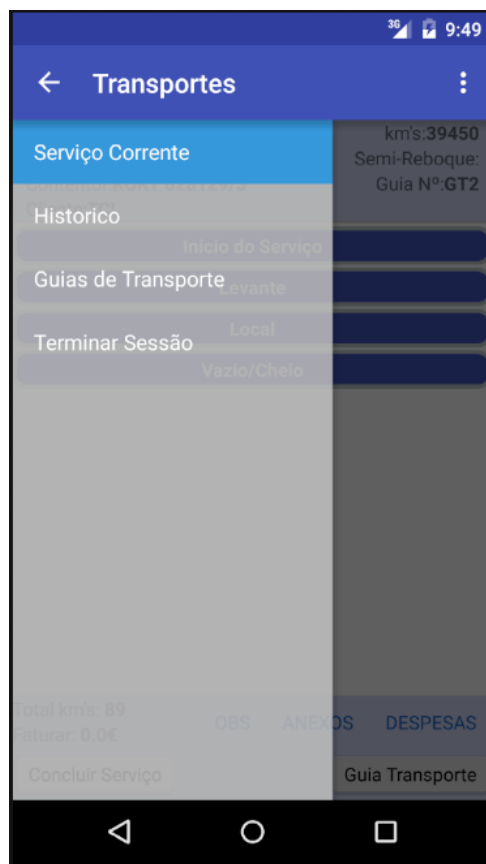 3G 9:49
Transportes
km's:39450
Serviço Corrente
Semi-Reboque:
Guia Nº:GT2
Historico
Inicio do Serviço
Guias de Transporte
Levante
Local
Terminar Sessão
Vazio/Cheio
Total km's: 89
OBS ANEXOS DESPESAS
Faturar: 0.0€
Concluir Serviço Guia Transporte